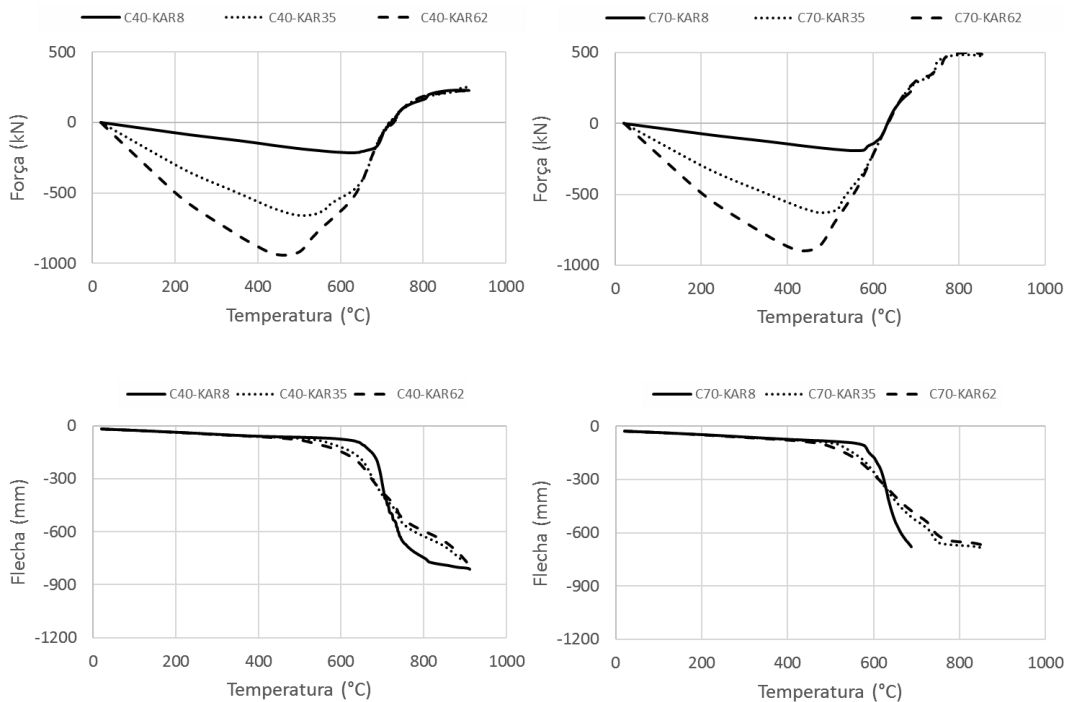 C40-KAR8 C40-KAR35 C40-KAR62
500
0
-500
-1000
Força (kN)
0 200 400 600 800 1000
Temperatura (°C)
C70-KAR8 C70-KAR35 C70-KAR62
500
0
-500
-1000
Força (kN)
0 200 400 600 800 1000
Temperatura (°C)
C40-KAR8 C40-KAR35 C40-KAR62
0
-300
-600
-900
-1200
Flecha (mm)
0 200 400 600 800 1000
Temperatura (°C)
C70-KAR8 C70-KAR35 C70-KAR62
0
-300
-600
-900
-1200
Flecha (mm)
0 200 400 600 800 1000
Temperatura (°C)